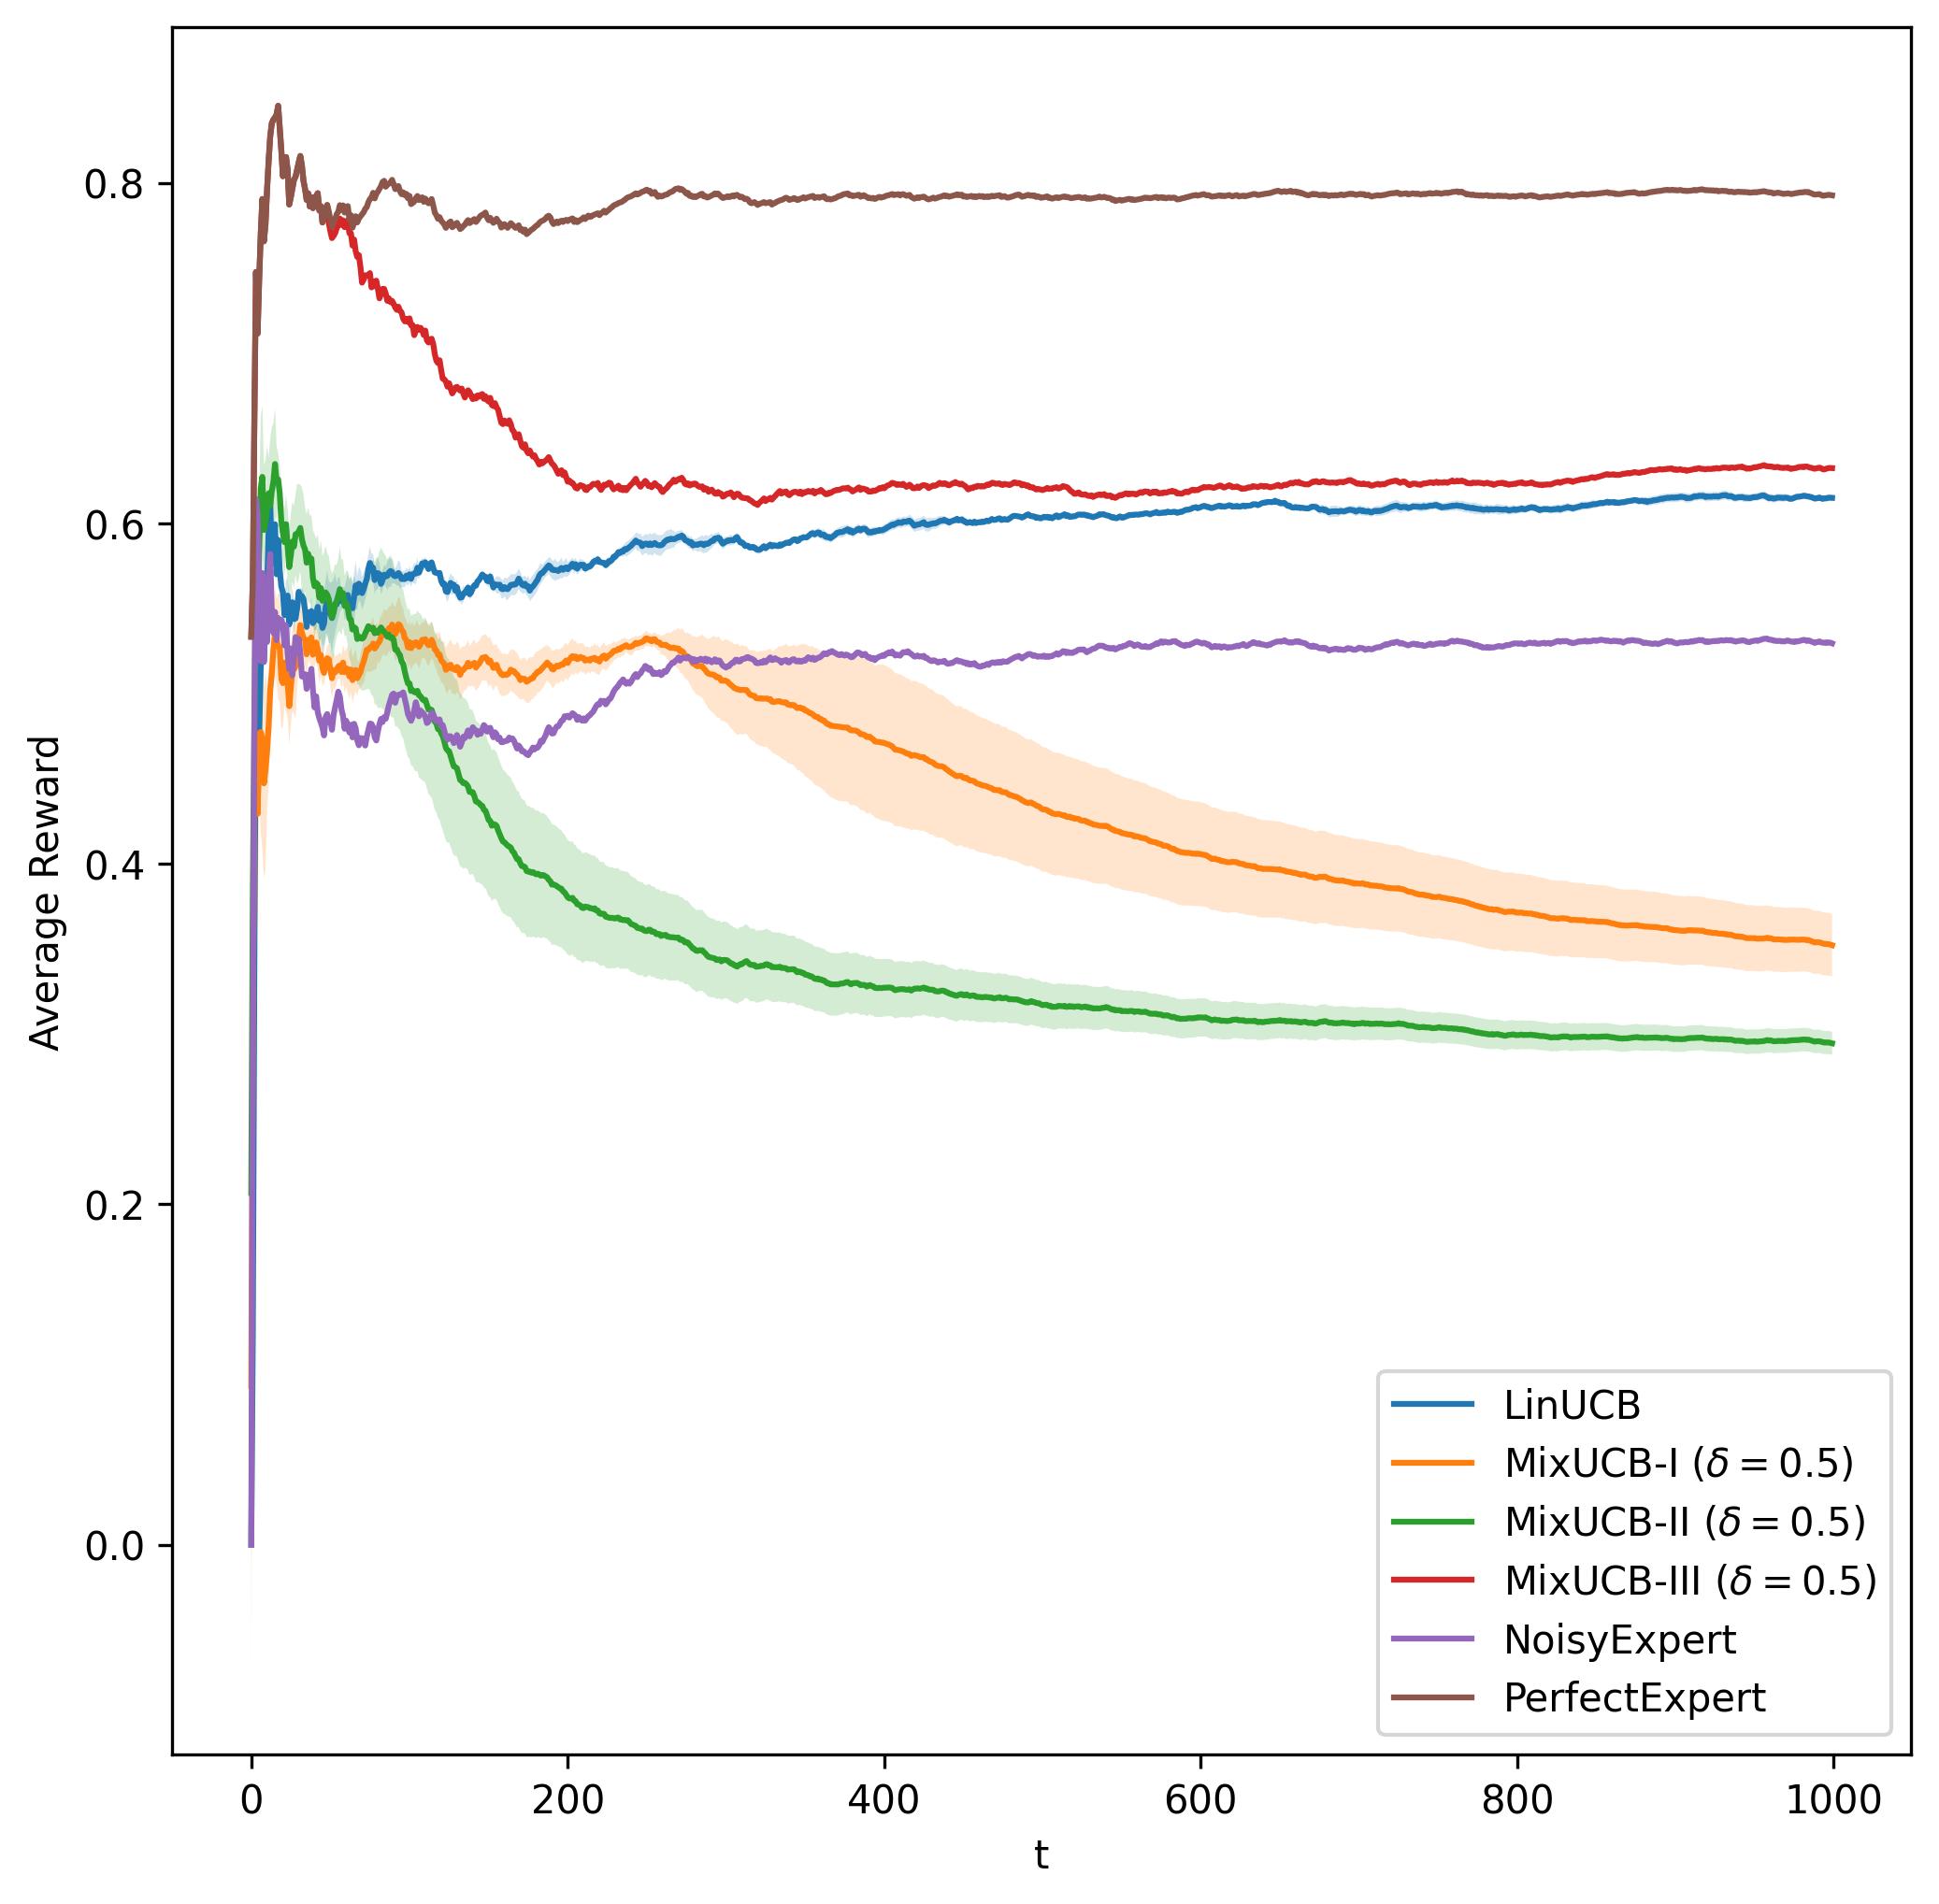 0.8
0.6
0.4
0.2
0.0
Average Reward
0
200
400
600
800
1000
t
LinUCB
MixUCB-I (δ = 0.5)
MixUCB-II (δ = 0.5)
MixUCB-III (δ = 0.5)
NoisyExpert
PerfectExpert